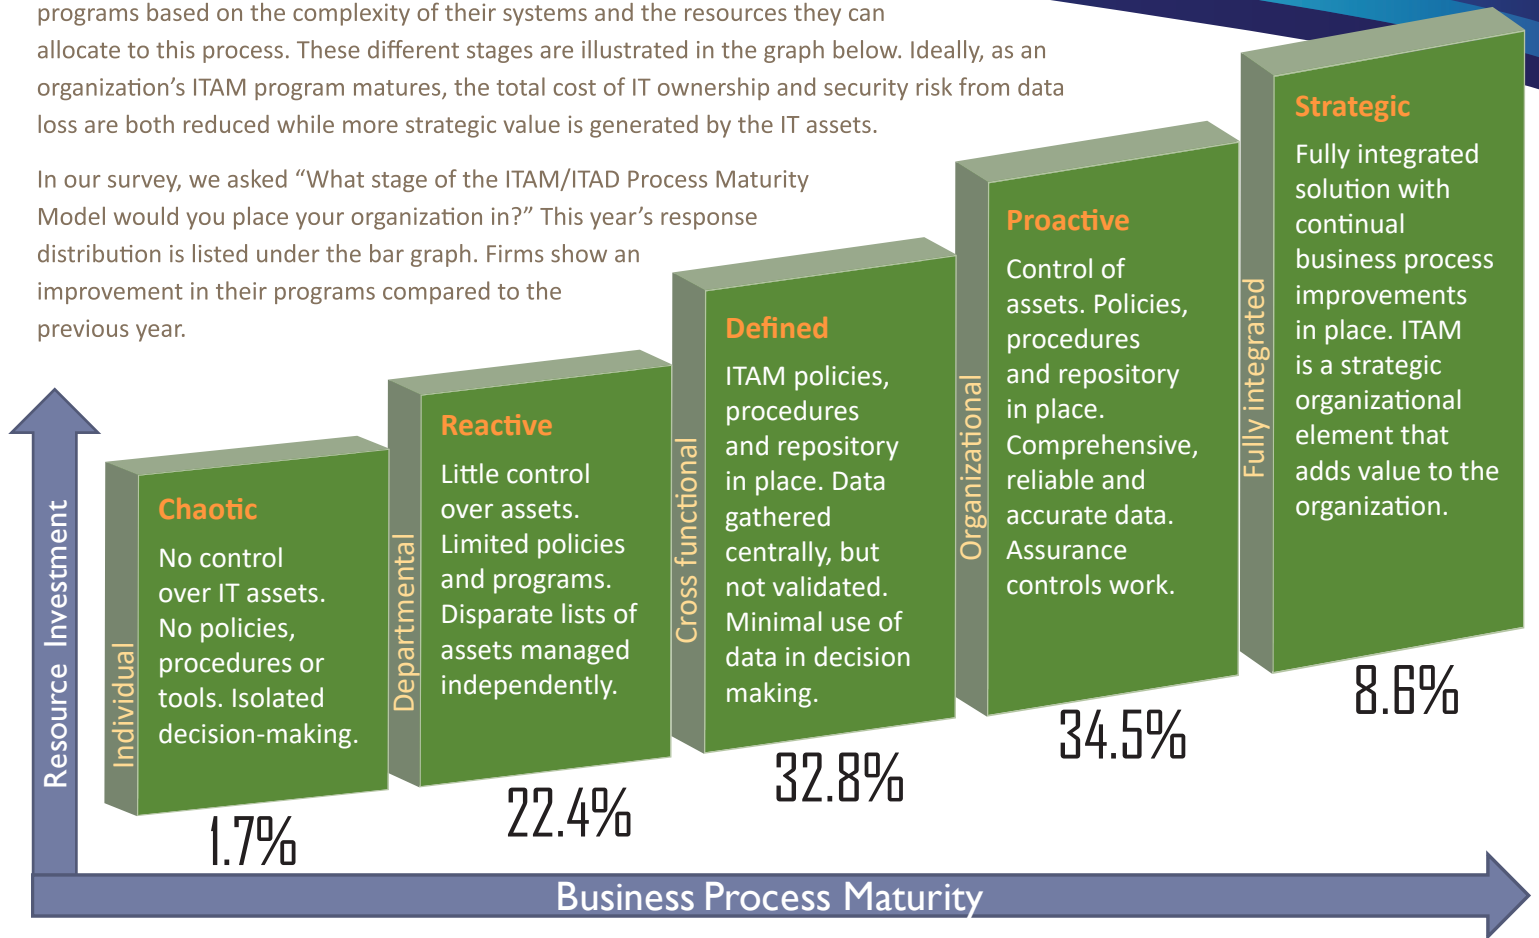 programs based on the complexity of their systems and the resources they can
allocate to this process. These different stages are illustrated in the graph below. Ideally, as an
organization’s ITAM program matures, the total cost of IT ownership and security risk from data
loss are both reduced while more strategic value is generated by the IT assets.
In our survey, we asked “What stage of the ITAM/ITAD Process Maturity
Model would you place your organization in?” This year’s response
distribution is listed under the bar graph. Firms show an
improvement in their programs compared to the
previous year.
Resource Investment
Individual
Chaotic
No control
over IT assets.
No policies,
procedures or
tools. Isolated
decision-making.
1.7%
Departmental
Reactive
Little control
over assets.
Limited policies
and programs.
Disparate lists of
assets managed
independently.
22.4%
Cross functional
Defined
ITAM policies,
procedures
and repository
in place. Data
gathered
centrally, but
not validated.
Minimal use of
data in decision
making.
32.8%
Organizational
Proactive
Control of
assets. Policies,
procedures
and repository
in place.
Comprehensive,
reliable and
accurate data.
Assurance
controls work.
34.5%
Fully integrated
Strategic
Fully integrated
solution with
continual
business process
improvements
in place. ITAM
is a strategic
organizational
element that
adds value to the
organization.
8.6%
Business Process Maturity